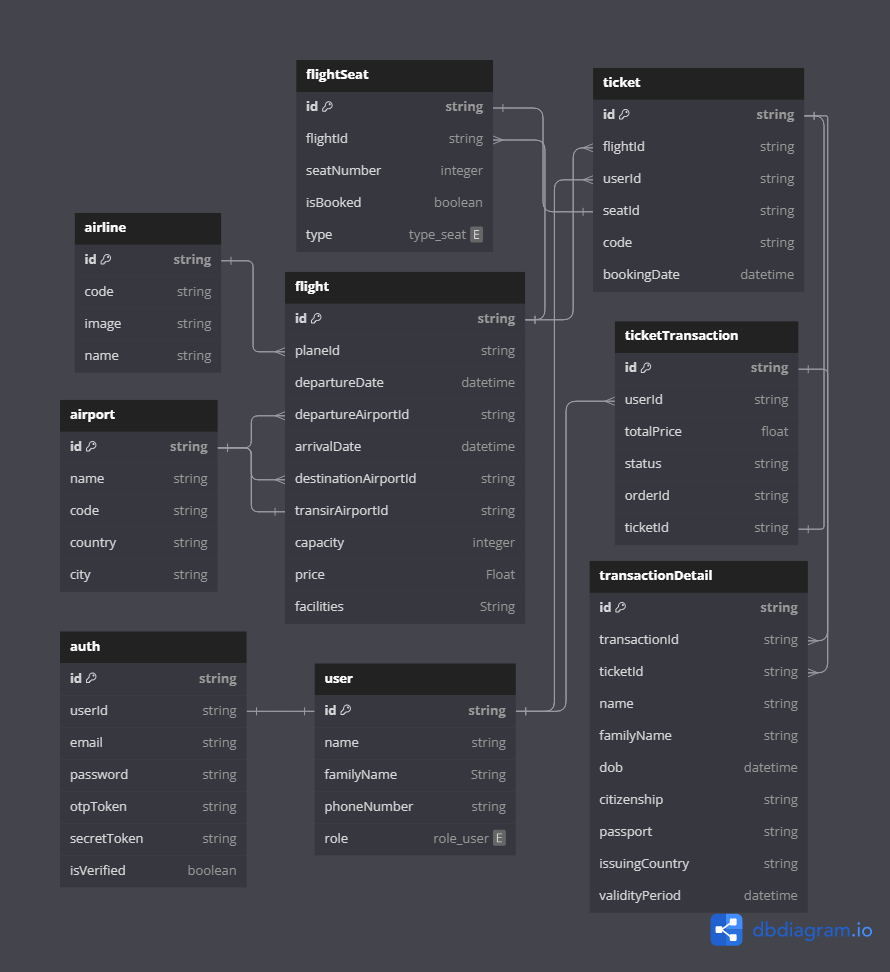 flightSeat
id string
flightId string
seatNumber integer
isBooked boolean
type type_seat E
ticket
id string
flightId string
userId string
seatId string
code string
bookingDate datetime
airline
id string
code string
image string
name string
flight
id string
planeId string
departureDate datetime
departureAirportId string
arrivalDate datetime
destinationAirportId string
transirAirportId string
capacity integer
price Float
facilities String
ticketTransaction
id string
userId string
totalPrice float
status string
orderId string
ticketId string
airport
id string
name string
code string
country string
city string
transactionDetail
id string
transactionId string
ticketId string
name string
familyName string
dob datetime
citizenship string
passport string
issuingCountry string
validityPeriod datetime
auth
id string
userId string
email string
password string
otpToken string
secretToken string
isVerified boolean
user
id string
name string
familyName String
phoneNumber string
role role_user E
dbdiagram.io